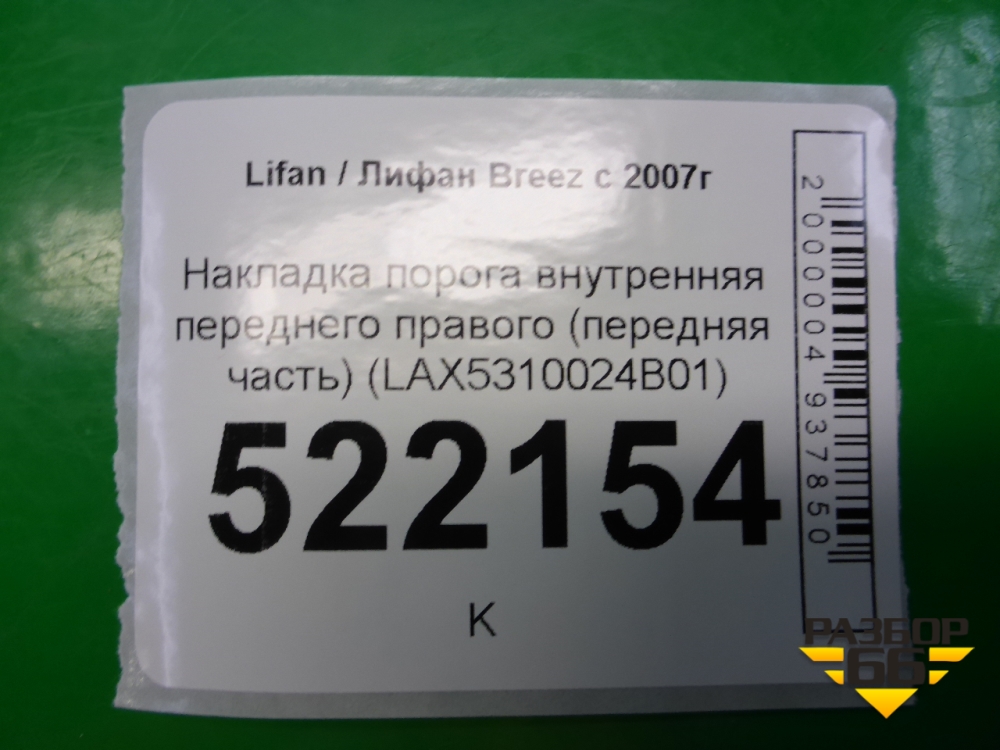 Lifan / Лифан Breez с 2007г
Накладка порога внутренняя
переднего правого (передняя
часть) (LAX5310024B01)
522154
К
2000004937850
РАЗБОР
66